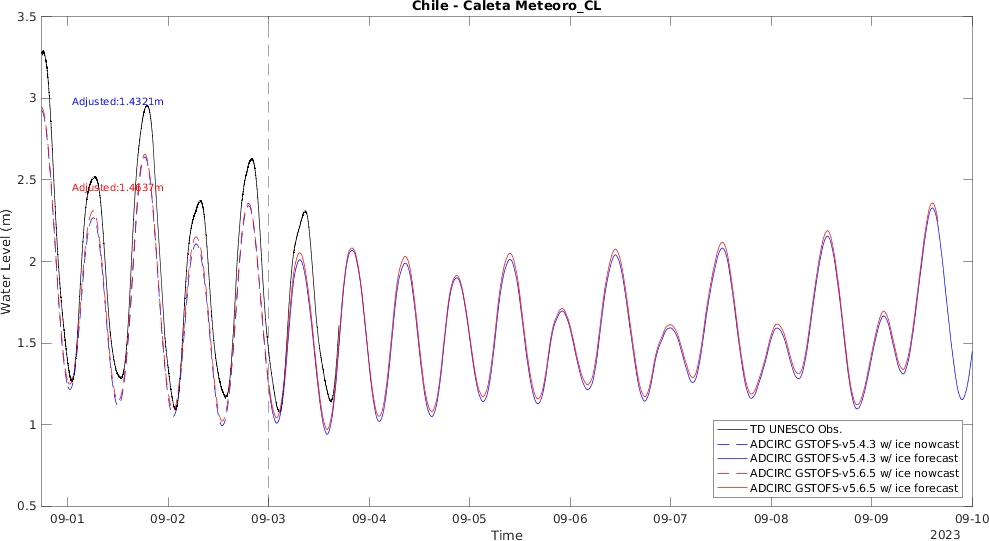 Chile - Caleta Meteoro_CL
3.5
3
2.5
2
1.5
1
0.5
Water Level (m)
Adjusted:1.4321m
Adjusted:1.4637m
TD UNESCO Obs.
ADCIRC GSTOFS-v5.4.3 w/ ice nowcast
ADCIRC GSTOFS-v5.4.3 w/ ice forecast
ADCIRC GSTOFS-v5.6.5 w/ ice nowcast
ADCIRC GSTOFS-v5.6.5 w/ ice forecast
09-01 09-02 09-03 09-04 09-05 09-06 09-07 09-08 09-09 09-10
Time
2023